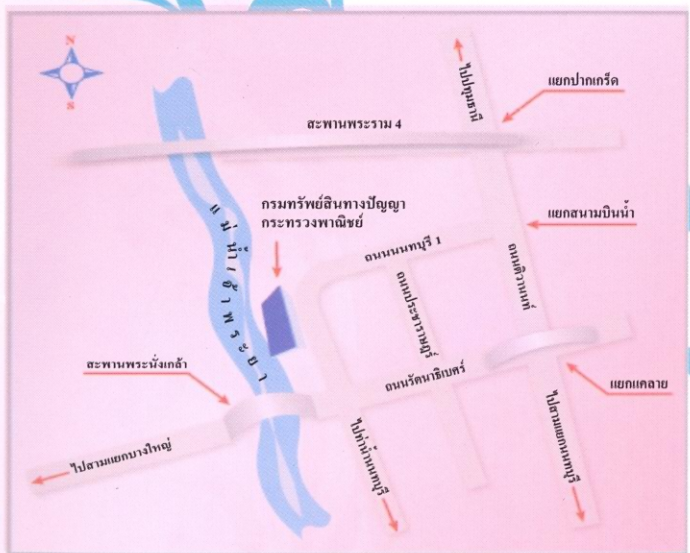 N
S
ไปปทุมธานี
แยกปากเกร็ด
สะพานพระราม 4
กรมทรัพย์สินทางปัญญา
กระทรวงพาณิชย์
แยกสนามบินน้ำ
แม่น้ำเจ้าพระยา
ถนนนนทบุรี 1
ถนนติวานนท์
ถนนประชาราษฎร์
สะพานพระนั่งเกล้า
ถนนรัตนาธิเบศร์
แยกแคลาย
ไปสามแยกบางใหญ่
ไปท่าน้ำนนทบุรี
ไปสามแยกนนทบุรี